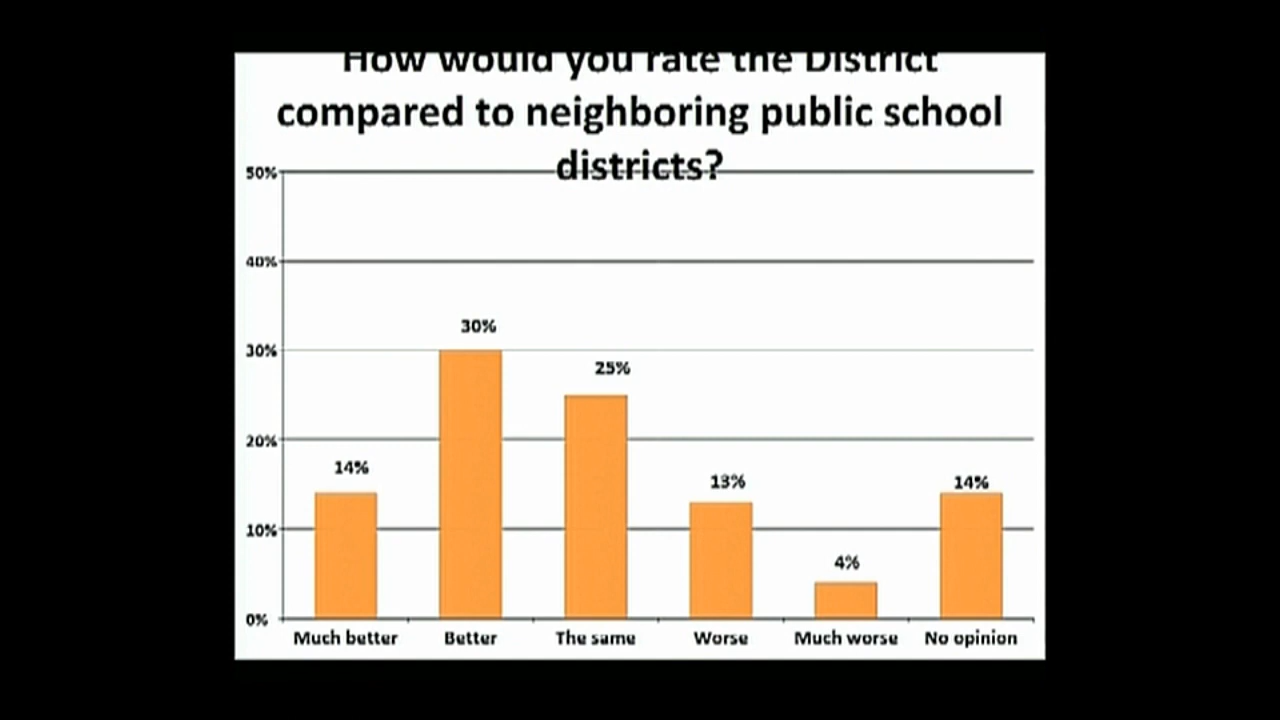 How would you rate the District
compared to neighboring public school
districts?
50%
40%
30%
20%
10%
0%
14%
30%
25%
13%
4%
14%
Much better
Better
The same
Worse
Much worse
No opinion